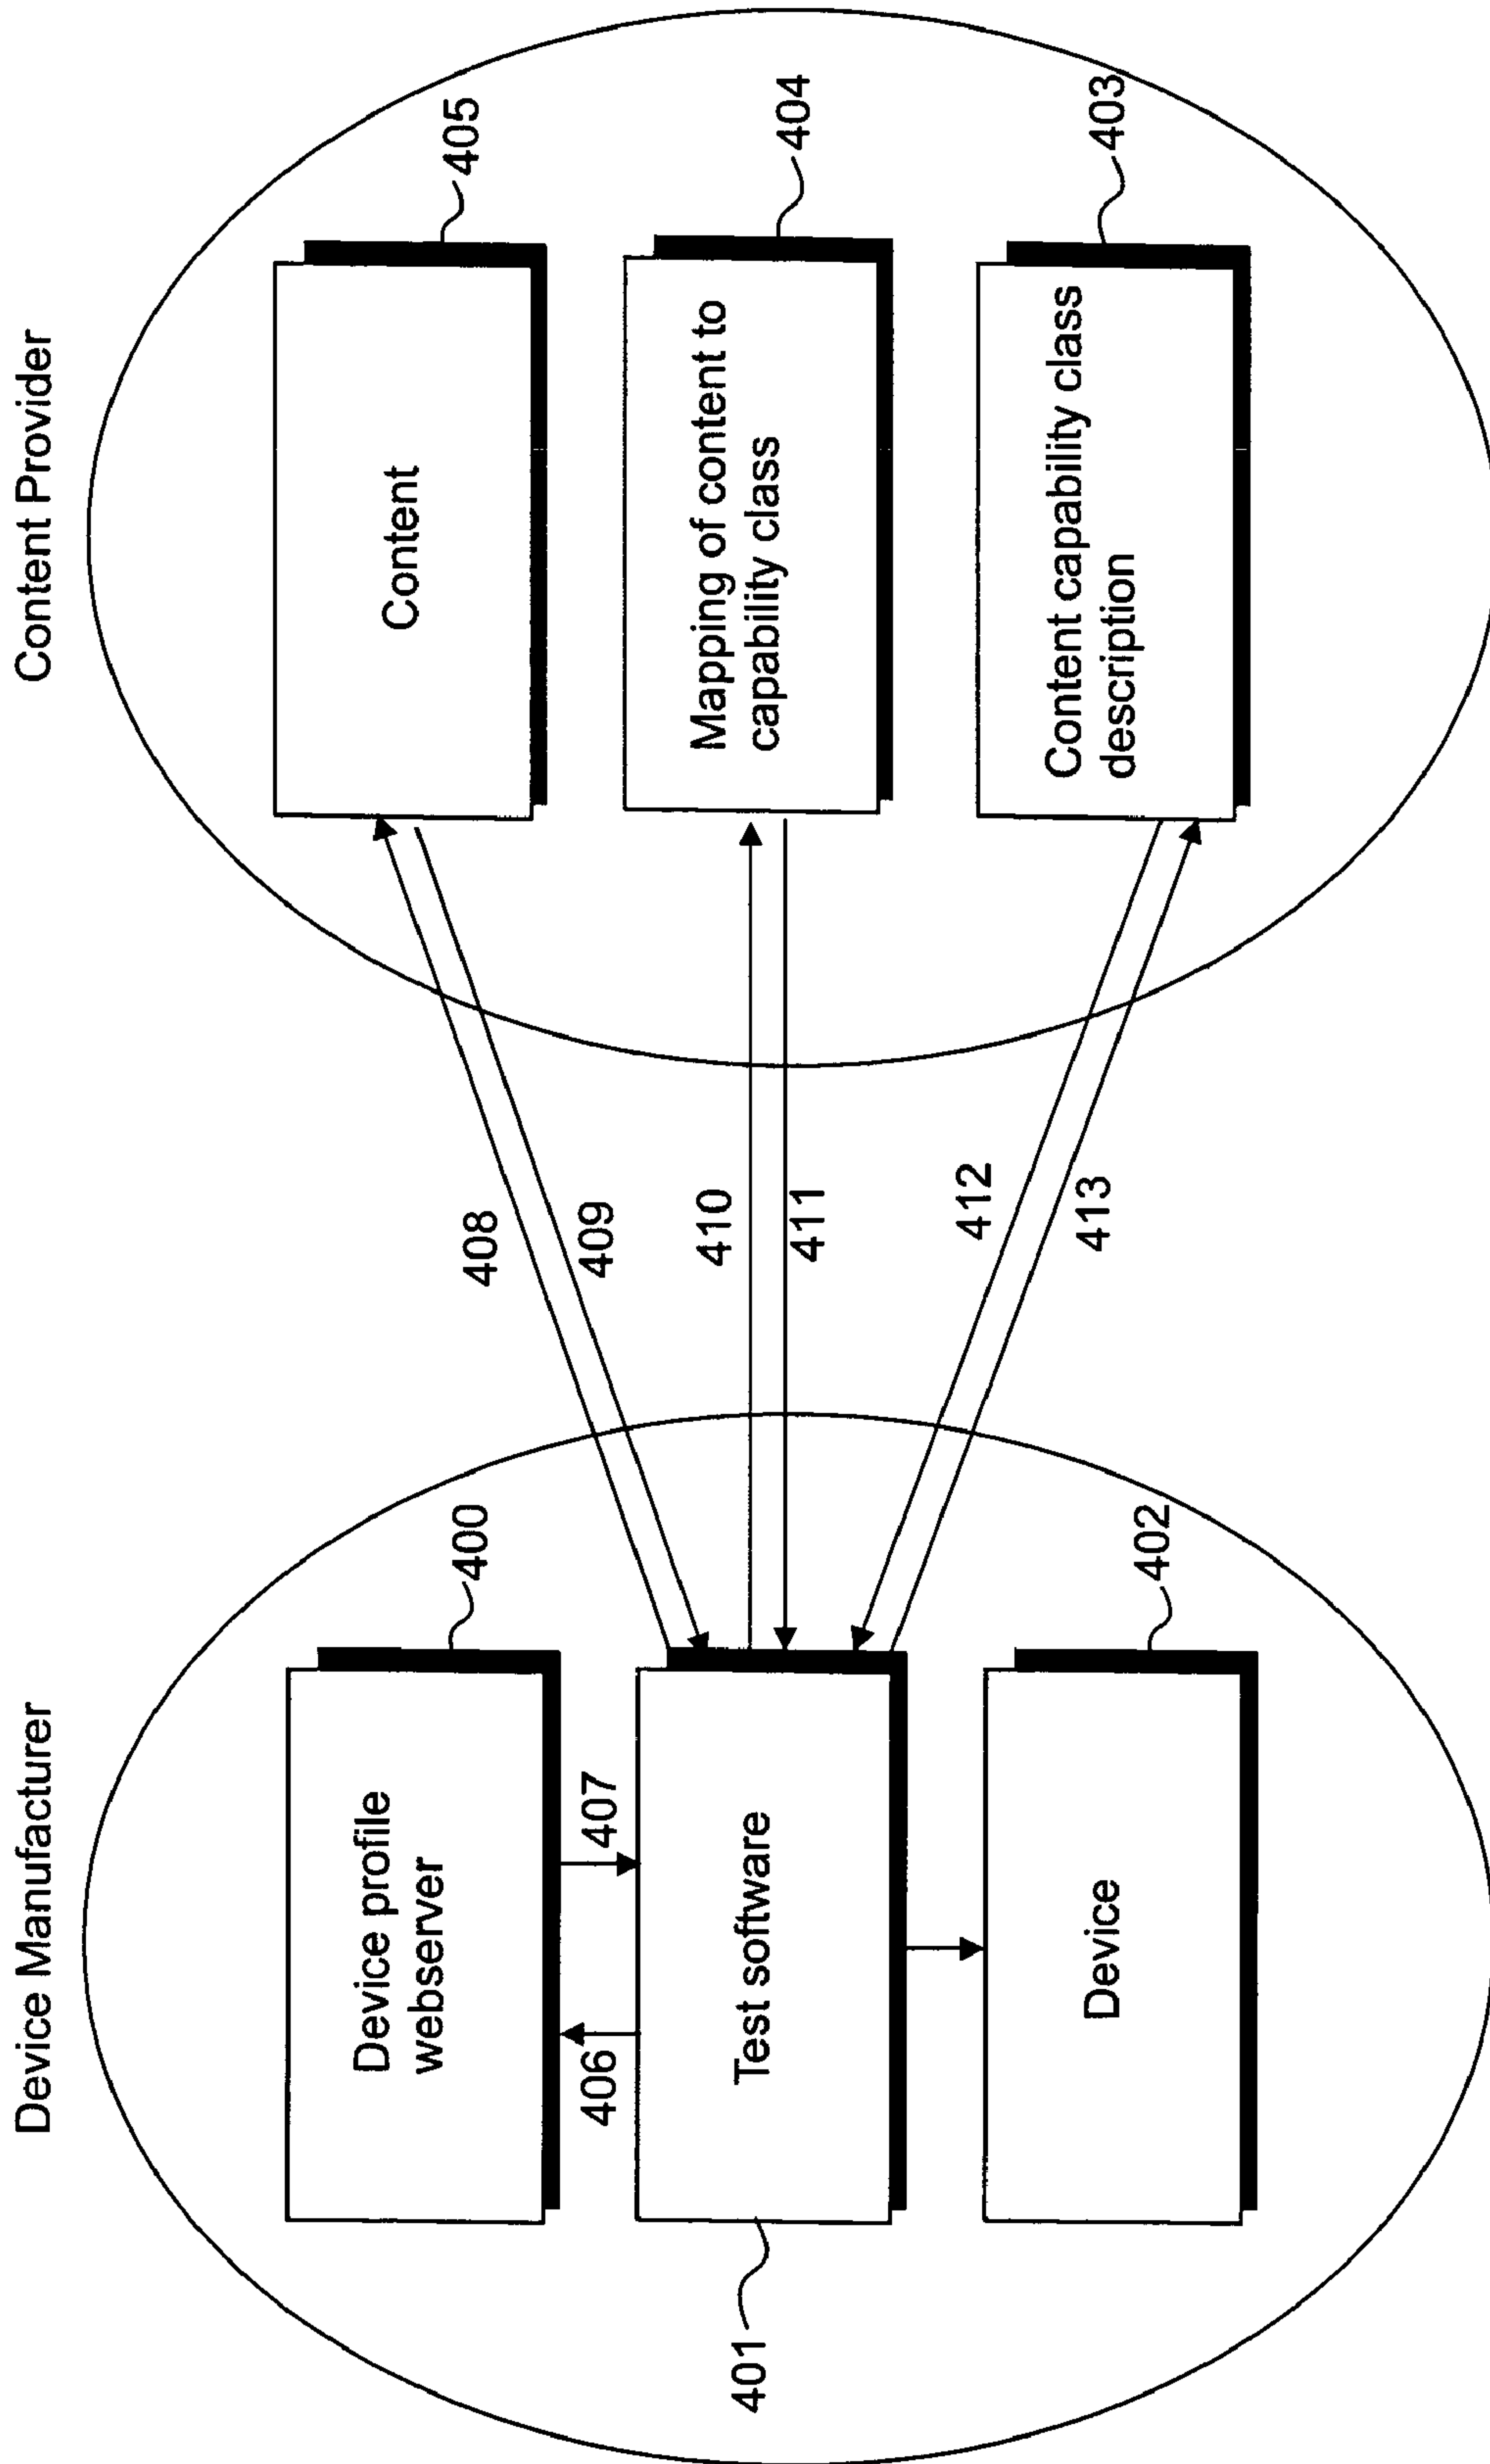 Device Manufacturer
Content Provider
Device profile
webserver
400
406
407
Test software
401
Device
402
408
409
410
411
412
413
Content
405
Mapping of content to
capability class
404
Content capability class
description
403